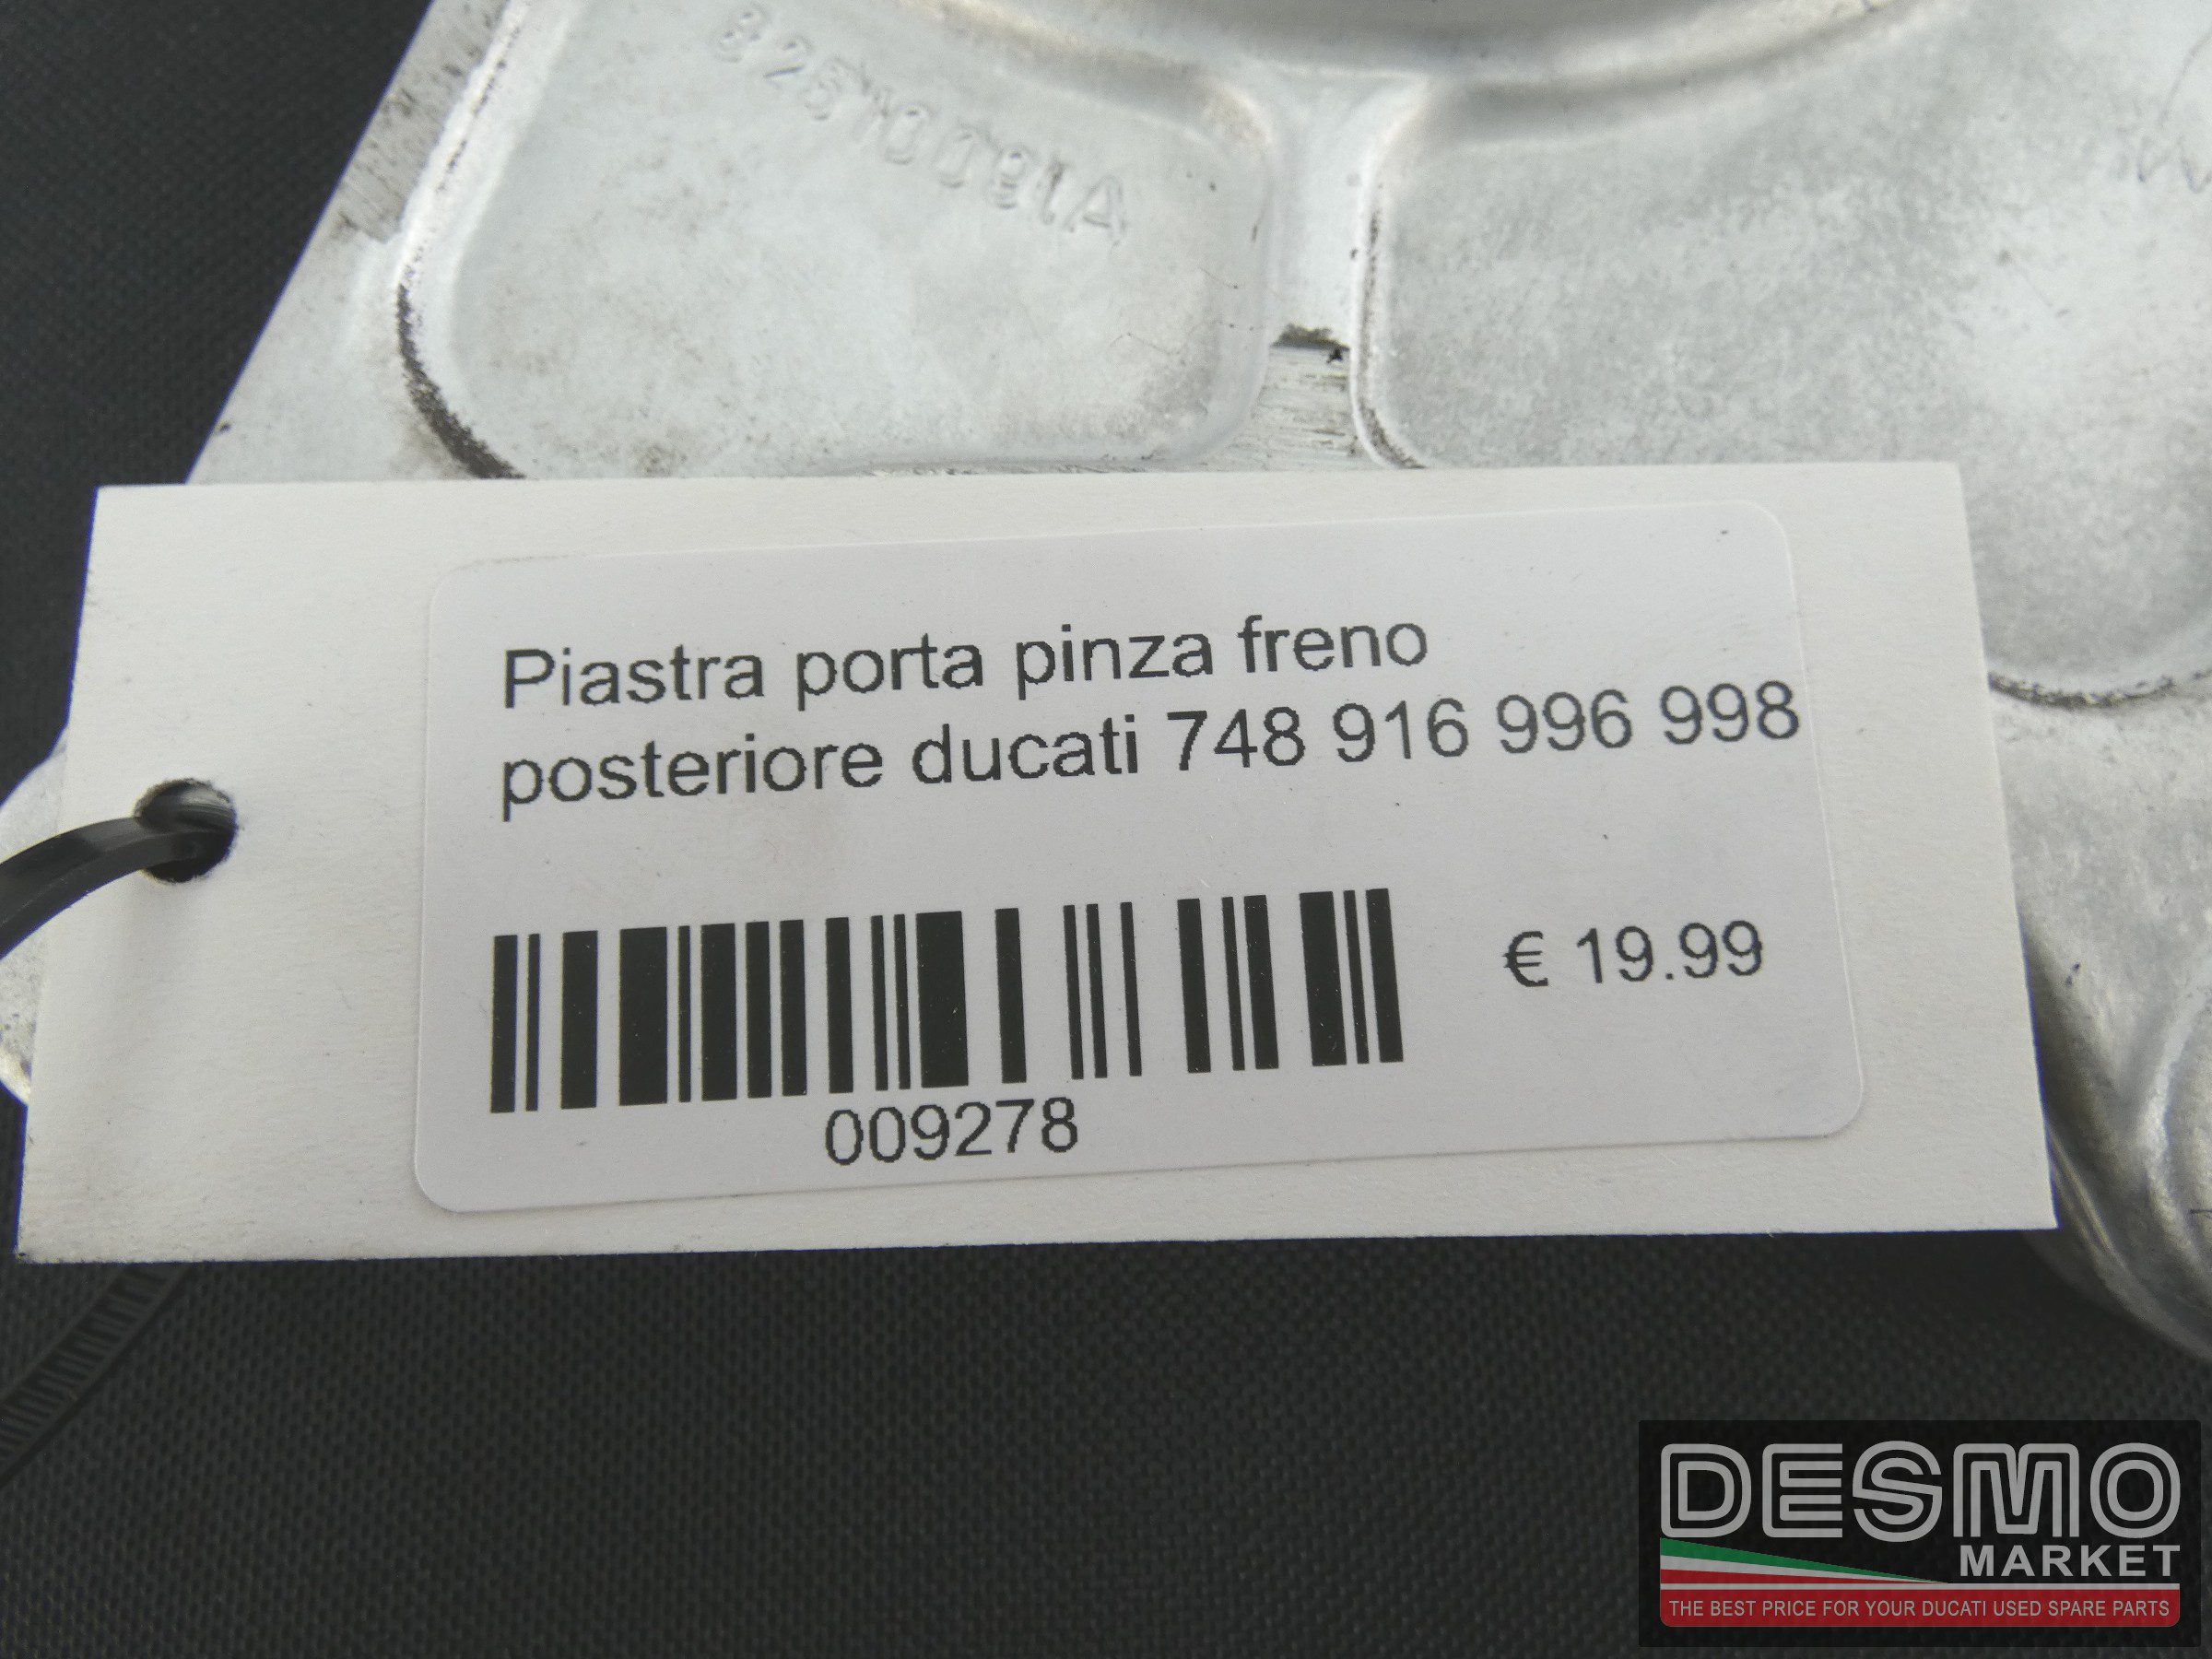 82610091A
Piastra porta pinza freno
posteriore ducati 748 916 996 998
€ 19.99
009278
DESMO
MARKET
THE BEST PRICE FOR YOUR DUCATI USED SPARE PARTS